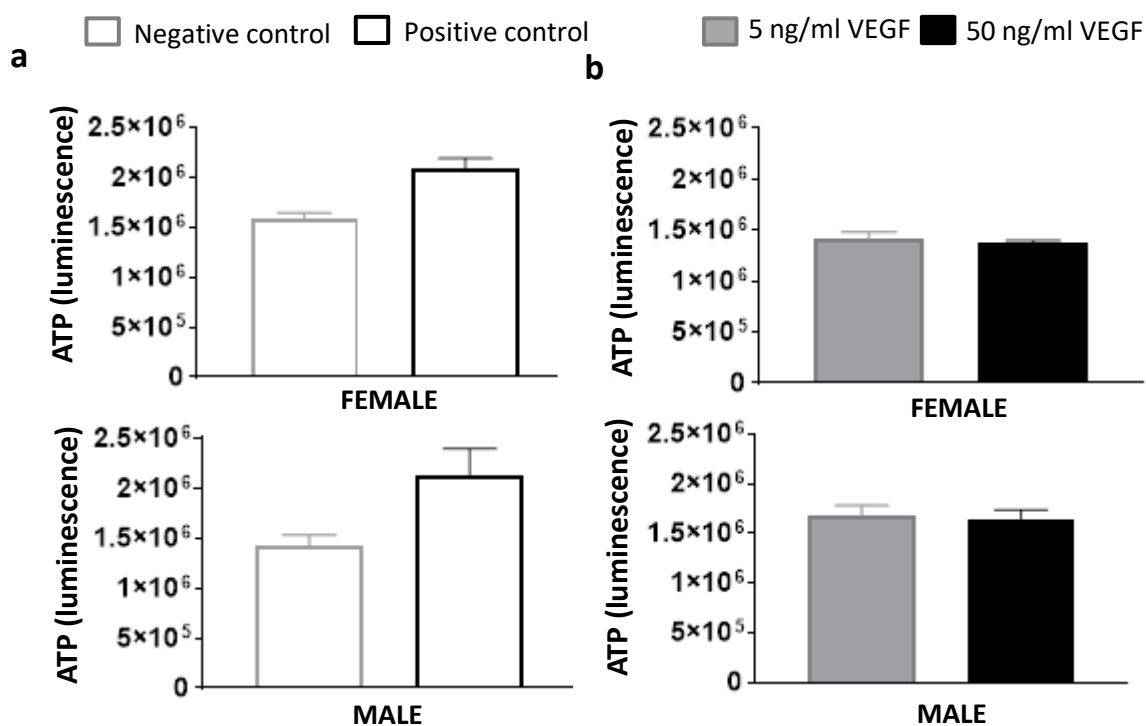 Negative control Positive control 5 ng/ml VEGF 50 ng/ml VEGF
a
ATP (luminescence)
2.5×10⁶
2×10⁶
1.5×10⁶
1×10⁶
5×10⁵
0
FEMALE
ATP (luminescence)
2.5×10⁶
2×10⁶
1.5×10⁶
1×10⁶
5×10⁵
0
MALE
b
ATP (luminescence)
2.5×10⁶
2×10⁶
1.5×10⁶
1×10⁶
5×10⁵
0
FEMALE
ATP (luminescence)
2.5×10⁶
2×10⁶
1.5×10⁶
1×10⁶
5×10⁵
0
MALE